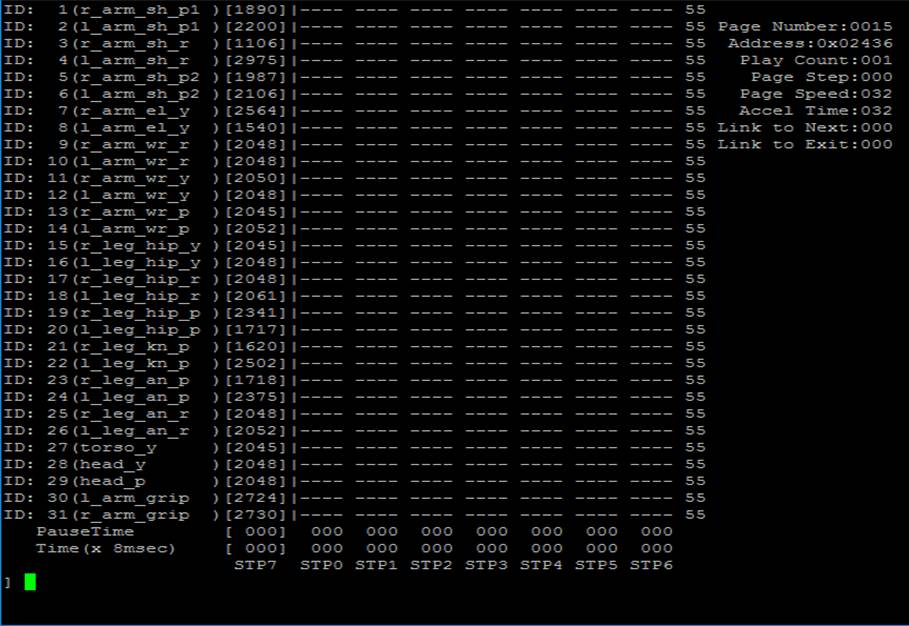 ID:  1(r_arm_sh_p1 )[1890]|---- ---- ---- ---- ---- ---- ---- 55
ID:  2(l_arm_sh_p1 )[2200]|---- ---- ---- ---- ---- ---- ---- 55 Page Number:0015
ID:  3(r_arm_sh_r  )[1106]|---- ---- ---- ---- ---- ---- ---- 55 Address:0x02436
ID:  4(l_arm_sh_r  )[2975]|---- ---- ---- ---- ---- ---- ---- 55 Play Count:001
ID:  5(r_arm_sh_p2 )[1987]|---- ---- ---- ---- ---- ---- ---- 55 Page Step:000
ID:  6(l_arm_sh_p2 )[2106]|---- ---- ---- ---- ---- ---- ---- 55 Page Speed:032
ID:  7(r_arm_el_y  )[2564]|---- ---- ---- ---- ---- ---- ---- 55 Accel Time:032
ID:  8(l_arm_el_y  )[1540]|---- ---- ---- ---- ---- ---- ---- 55 Link to Next:000
ID:  9(r_arm_wr_r  )[2048]|---- ---- ---- ---- ---- ---- ---- 55 Link to Exit:000
ID: 10(l_arm_wr_r  )[2048]|---- ---- ---- ---- ---- ---- ---- 55
ID: 11(r_arm_wr_y  )[2050]|---- ---- ---- ---- ---- ---- ---- 55
ID: 12(l_arm_wr_y  )[2048]|---- ---- ---- ---- ---- ---- ---- 55
ID: 13(r_arm_wr_p  )[2045]|---- ---- ---- ---- ---- ---- ---- 55
ID: 14(l_arm_wr_p  )[2052]|---- ---- ---- ---- ---- ---- ---- 55
ID: 15(r_leg_hip_y )[2045]|---- ---- ---- ---- ---- ---- ---- 55
ID: 16(l_leg_hip_y )[2048]|---- ---- ---- ---- ---- ---- ---- 55
ID: 17(r_leg_hip_r )[2048]|---- ---- ---- ---- ---- ---- ---- 55
ID: 18(l_leg_hip_r )[2061]|---- ---- ---- ---- ---- ---- ---- 55
ID: 19(r_leg_hip_p )[2341]|---- ---- ---- ---- ---- ---- ---- 55
ID: 20(l_leg_hip_p )[1717]|---- ---- ---- ---- ---- ---- ---- 55
ID: 21(r_leg_kn_p  )[1620]|---- ---- ---- ---- ---- ---- ---- 55
ID: 22(l_leg_kn_p  )[2502]|---- ---- ---- ---- ---- ---- ---- 55
ID: 23(r_leg_an_p  )[1718]|---- ---- ---- ---- ---- ---- ---- 55
ID: 24(l_leg_an_p  )[2375]|---- ---- ---- ---- ---- ---- ---- 55
ID: 25(r_leg_an_r  )[2048]|---- ---- ---- ---- ---- ---- ---- 55
ID: 26(l_leg_an_r  )[2052]|---- ---- ---- ---- ---- ---- ---- 55
ID: 27(torso_y     )[2045]|---- ---- ---- ---- ---- ---- ---- 55
ID: 28(head_y      )[2048]|---- ---- ---- ---- ---- ---- ---- 55
ID: 29(head_p      )[2048]|---- ---- ---- ---- ---- ---- ---- 55
ID: 30(l_arm_grip  )[2724]|---- ---- ---- ---- ---- ---- ---- 55
ID: 31(r_arm_grip  )[2730]|---- ---- ---- ---- ---- ---- ---- 55
PauseTime [ 000] 000 000 000 000 000 000 000
Time(x 8msec) [ 000] 000 000 000 000 000 000 000
STP7 STP0 STP1 STP2 STP3 STP4 STP5 STP6
]